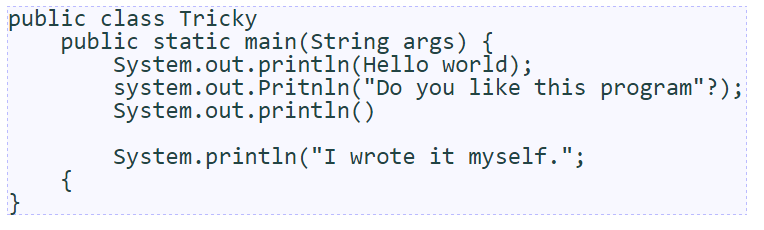 public class Tricky
    public static main(String args) {
        System.out.println(Hello world);
        system.out.Pritnln("Do you like this program"?);
        System.out.println()

        System.println("I wrote it myself.";
    {
}